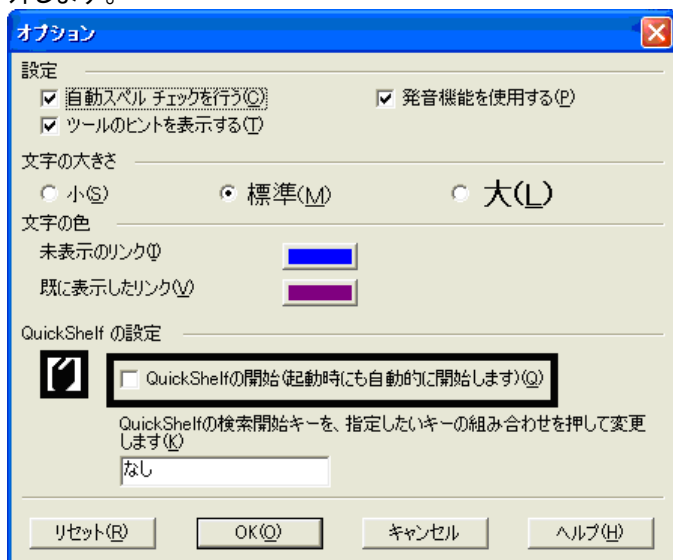 外します。
オプション
設定
自動スペル チェックを行う(C)
発音機能を使用する(P)
ツールのヒントを表示する(T)
文字の大きさ
小(S)
標準(M)
大(L)
文字の色
未表示のリンク(I)
既に表示したリンク(V)
QuickShelf の設定
QuickShelfの開始(起動時にも自動的に開始します)(Q)
QuickShelfの検索開始キーを、指定したいキーの組み合わせを押して変更
します(K)
なし
リセット(R)
OK(O)
キャンセル
ヘルプ(H)